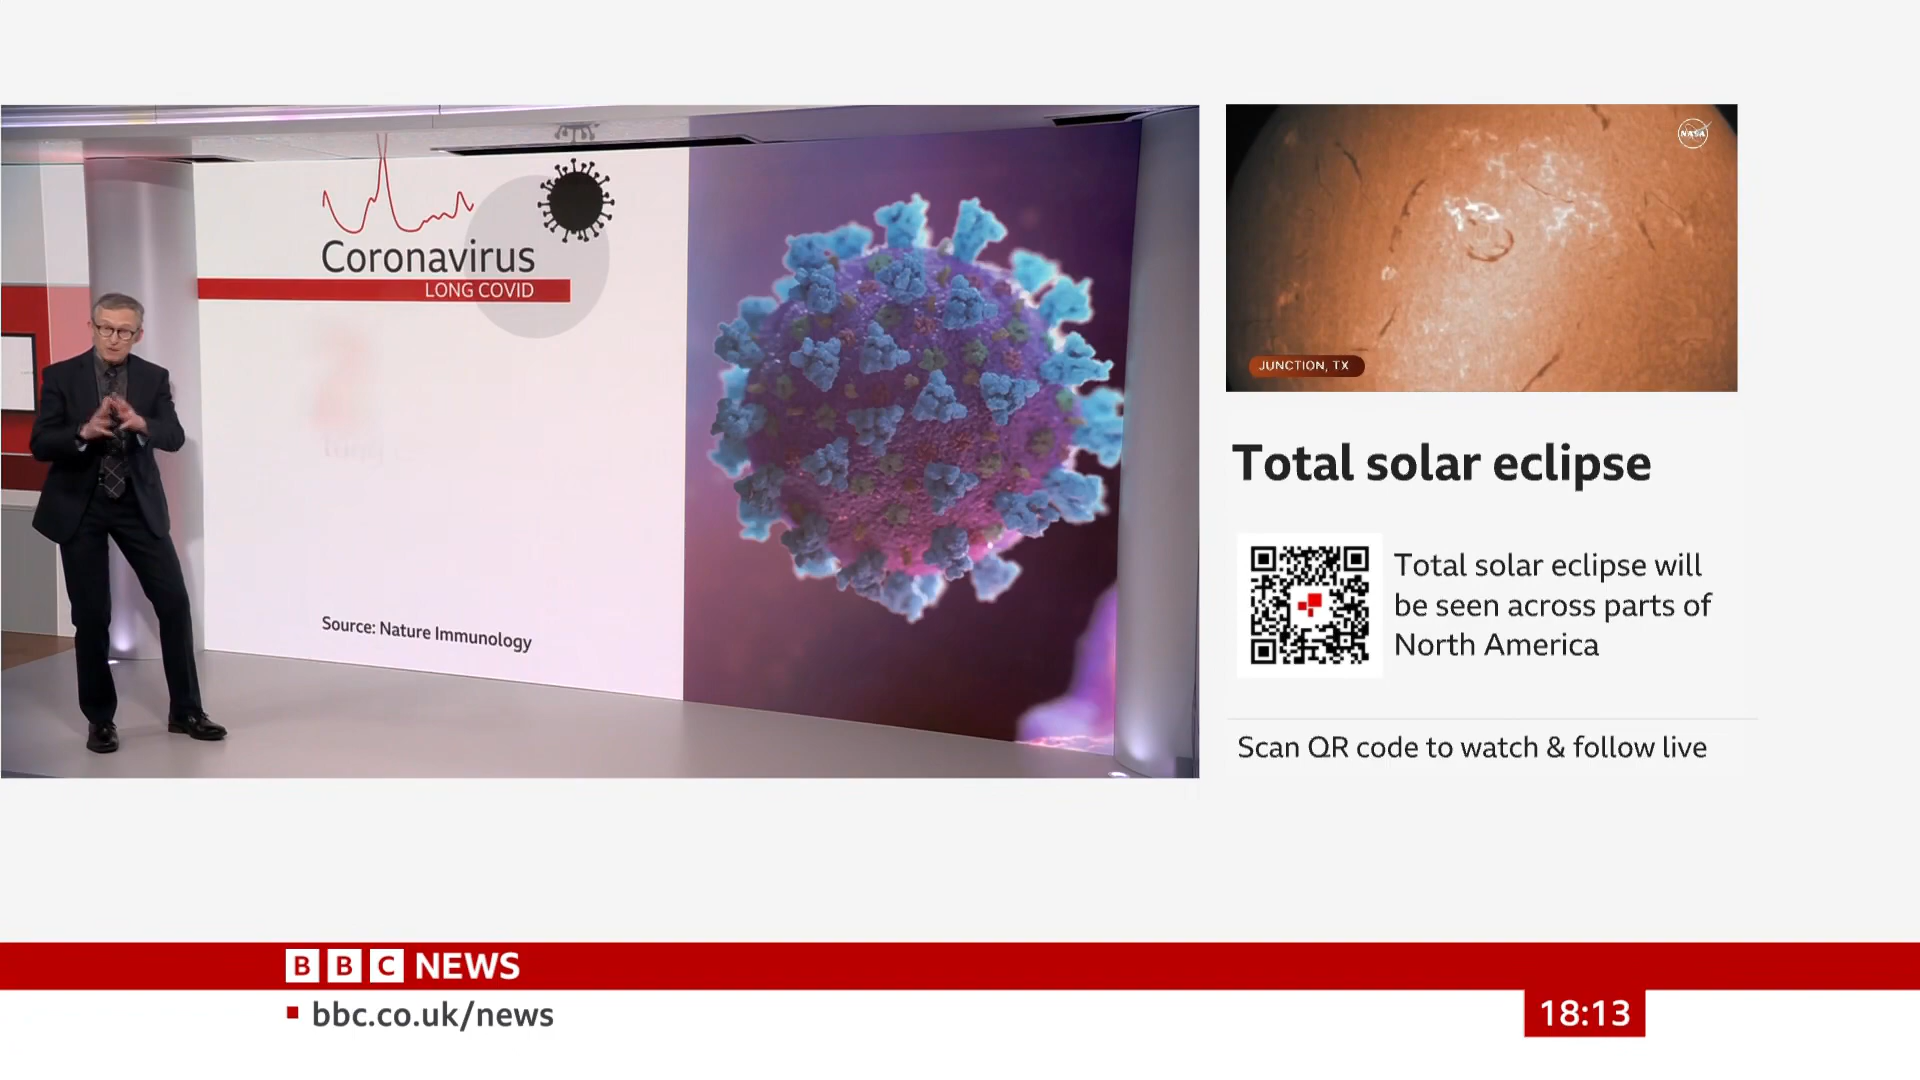 Coronavirus
LONG COVID
Source: Nature Immunology
NASA
JUNCTION, TX
Total solar eclipse
Total solar eclipse will
be seen across parts of
North America
Scan QR code to watch & follow live
BBC NEWS
bbc.co.uk/news
18:13